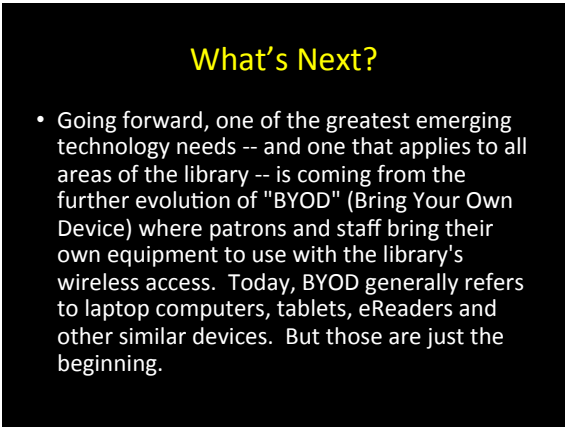 What’s Next?
• Going forward, one of the greatest emerging
technology needs -- and one that applies to all
areas of the library -- is coming from the
further evolution of "BYOD" (Bring Your Own
Device) where patrons and staff bring their
own equipment to use with the library's
wireless access.  Today, BYOD generally refers
to laptop computers, tablets, eReaders and
other similar devices.  But those are just the
beginning.